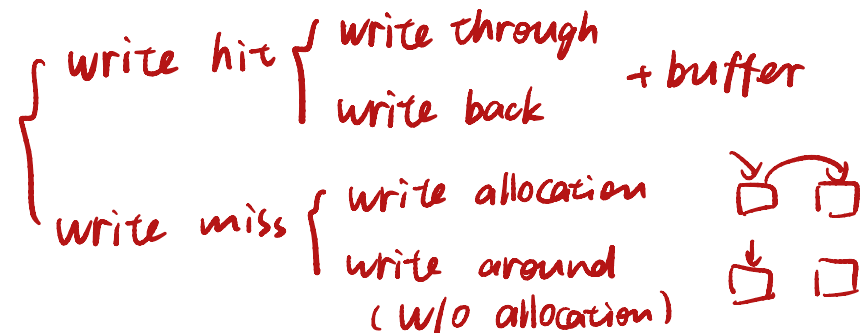 write hit
write through
write back
+ buffer
write miss
write allocation
write around
(w/o allocation)